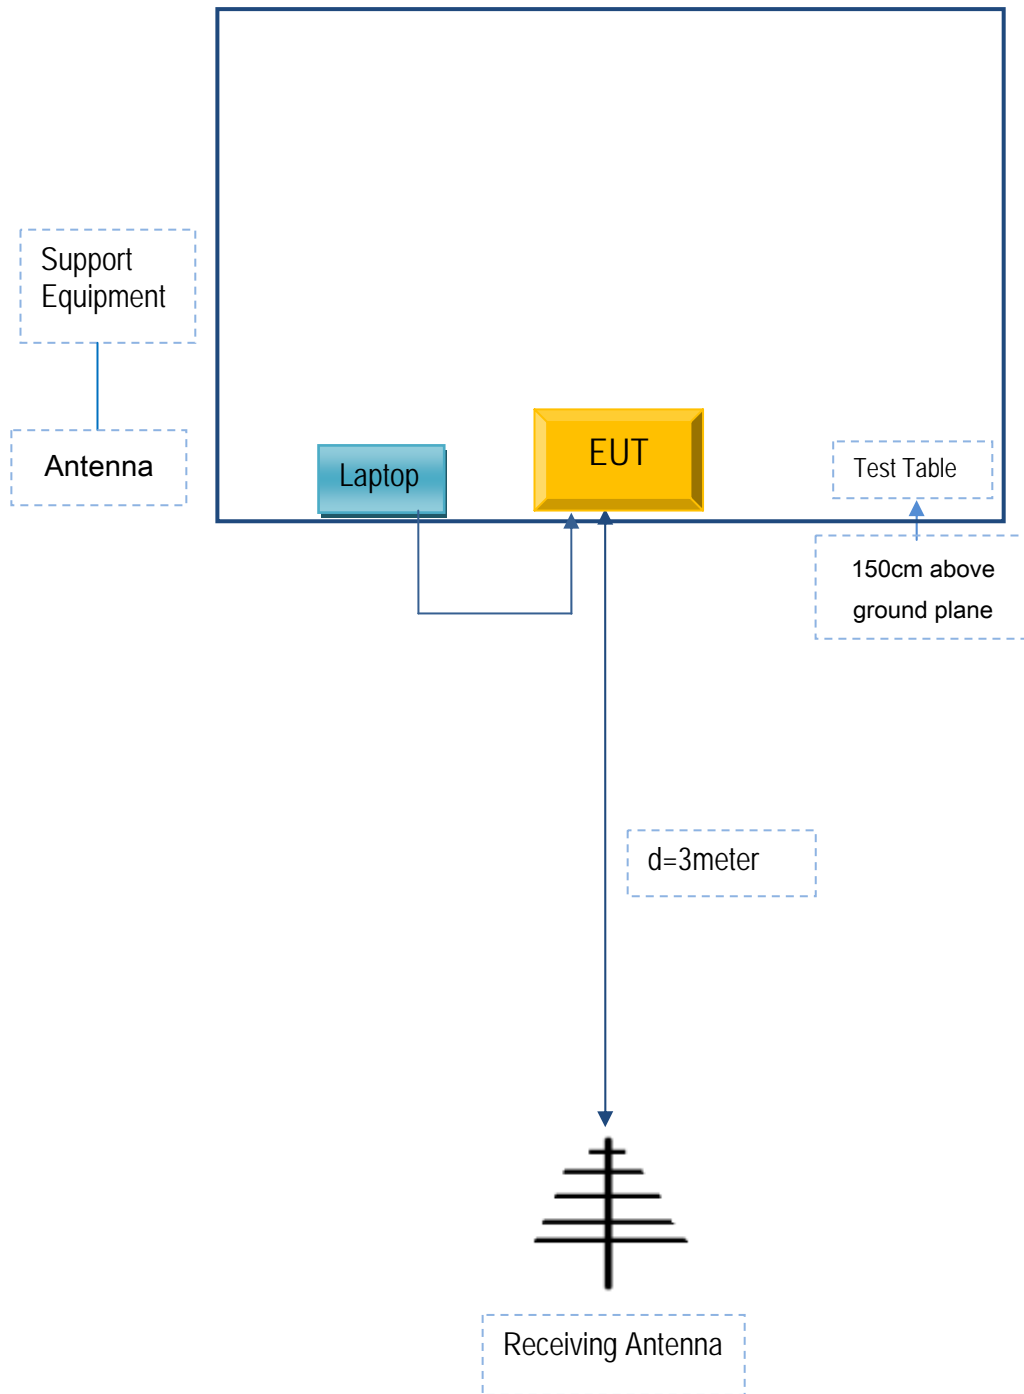 Support
Equipment
Antenna
Laptop
EUT
Test Table
150cm above
ground plane
d=3meter
Receiving Antenna